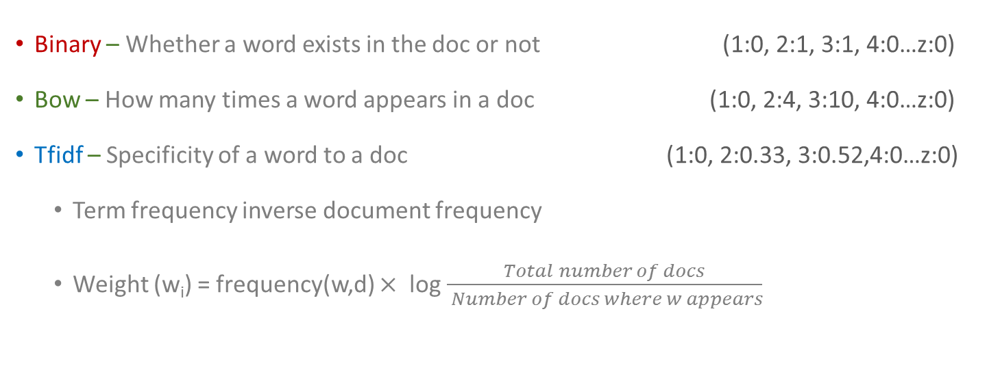 • Binary – Whether a word exists in the doc or not (1:0, 2:1, 3:1, 4:0…z:0)
• Bow – How many times a word appears in a doc (1:0, 2:4, 3:10, 4:0…z:0)
• Tfidf – Specificity of a word to a doc (1:0, 2:0.33, 3:0.52,4:0…z:0)
• Term frequency inverse document frequency
• Weight (wᵢ) = frequency(w,d) × log
Total number of docs
Number of docs where w appears